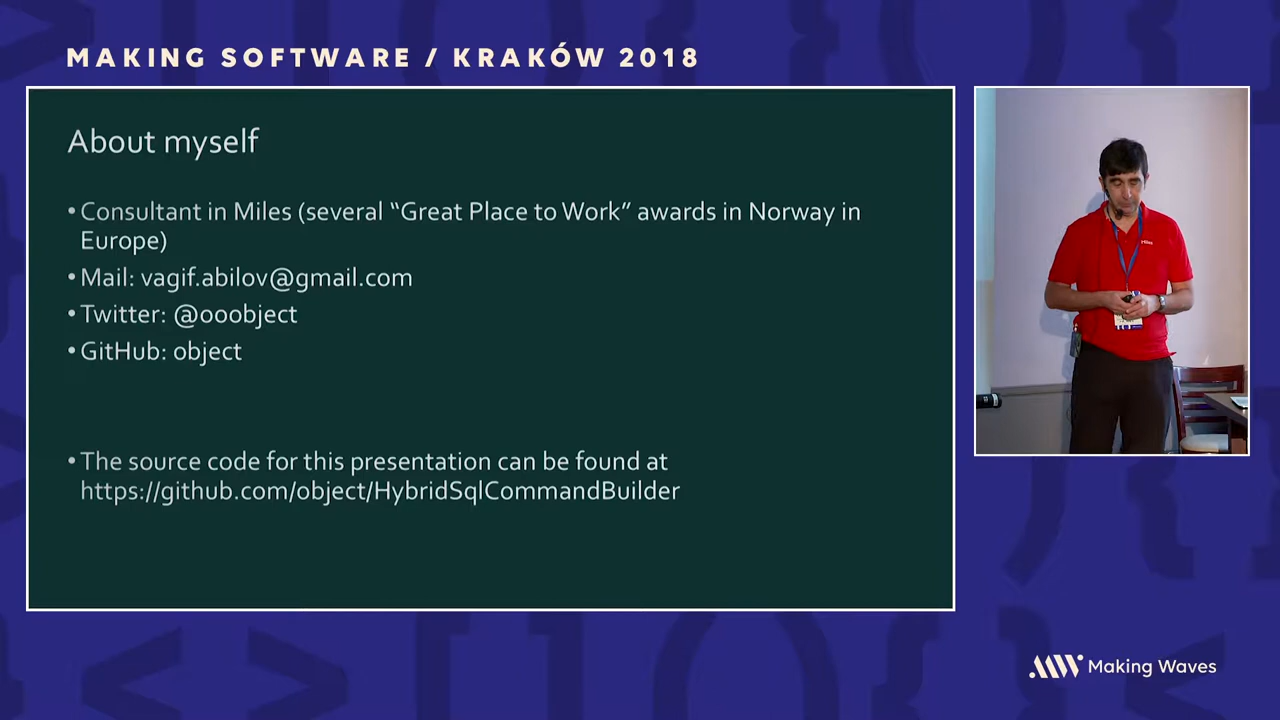 MAKING SOFTWARE / KRAKÓW 2018
About myself
•Consultant in Miles (several “Great Place to Work” awards in Norway in
Europe)
•Mail: vagif.abilov@gmail.com
•Twitter: @ooobject
•GitHub: object
•The source code for this presentation can be found at
https://github.com/object/HybridSqlCommandBuilder
Miles
Making Waves